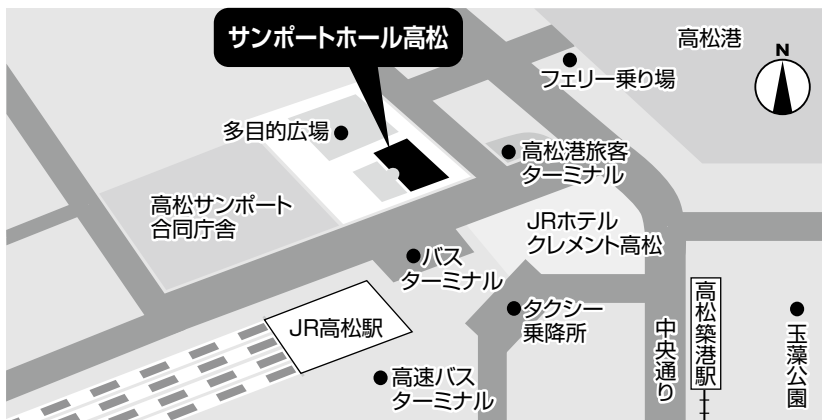 サンポートホール高松
高松港
N
フェリー乗り場
多目的広場
高松港旅客
ターミナル
高松サンポート
合同庁舎
JRホテル
クレメント高松
バス
ターミナル
タクシー
乗降所
JR高松駅
高速バス
ターミナル
中央通り
高松築港駅
玉藻公園